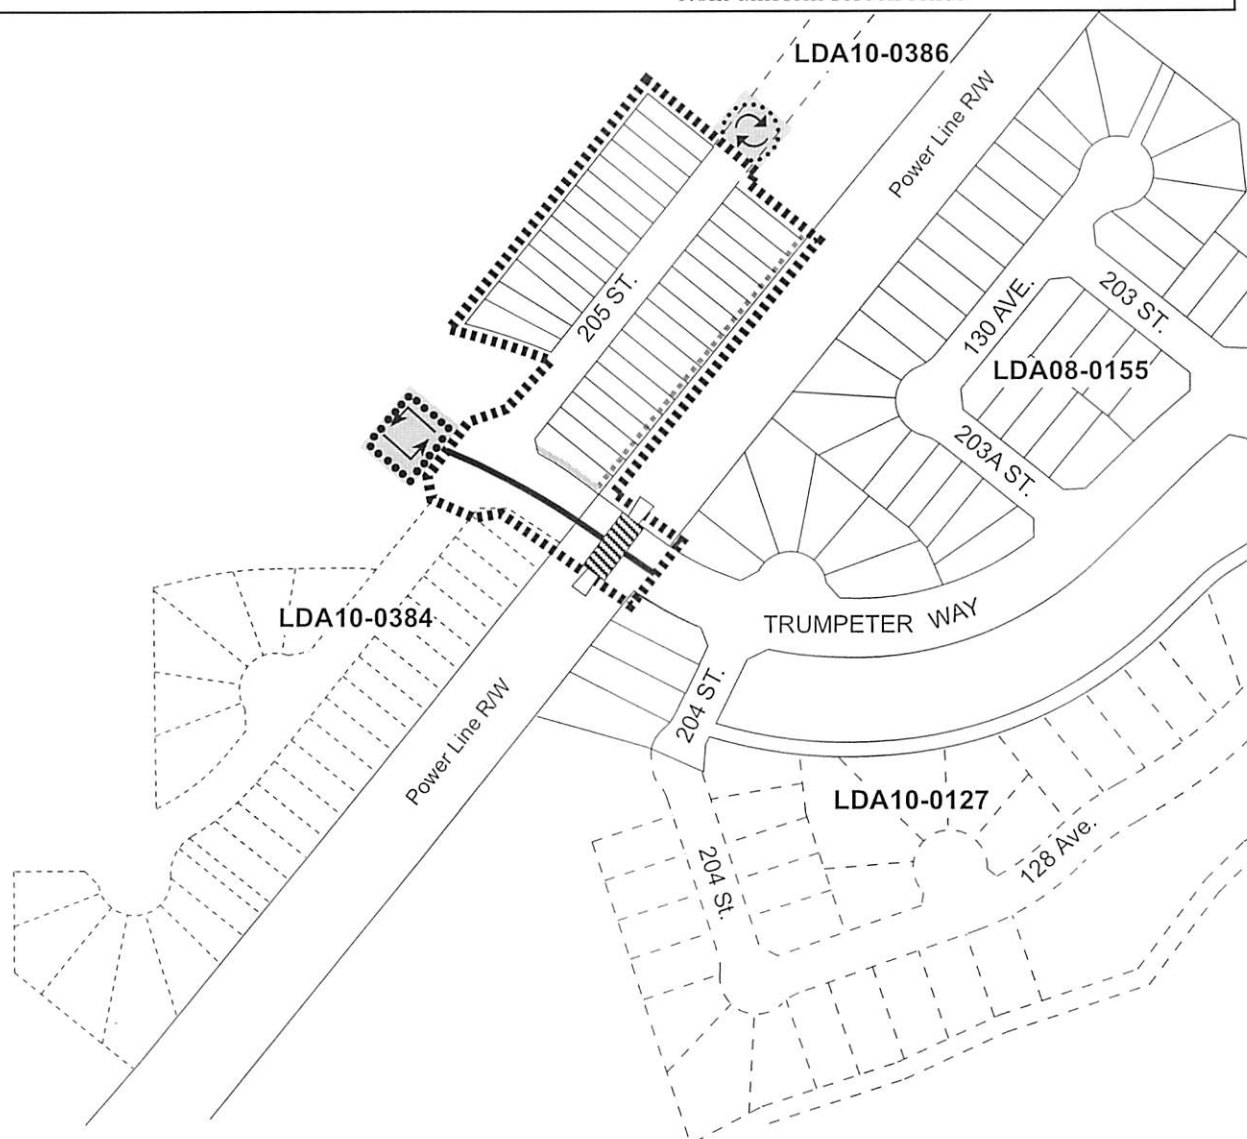 LDA10-0386
Power Line R/W
205 ST.
130 AVE.
203 ST.
LDA08-0155
203A ST.
LDA10-0384
TRUMPETER WAY
204 ST.
Power Line R/W
LDA10-0127
128 Ave.
204 St.